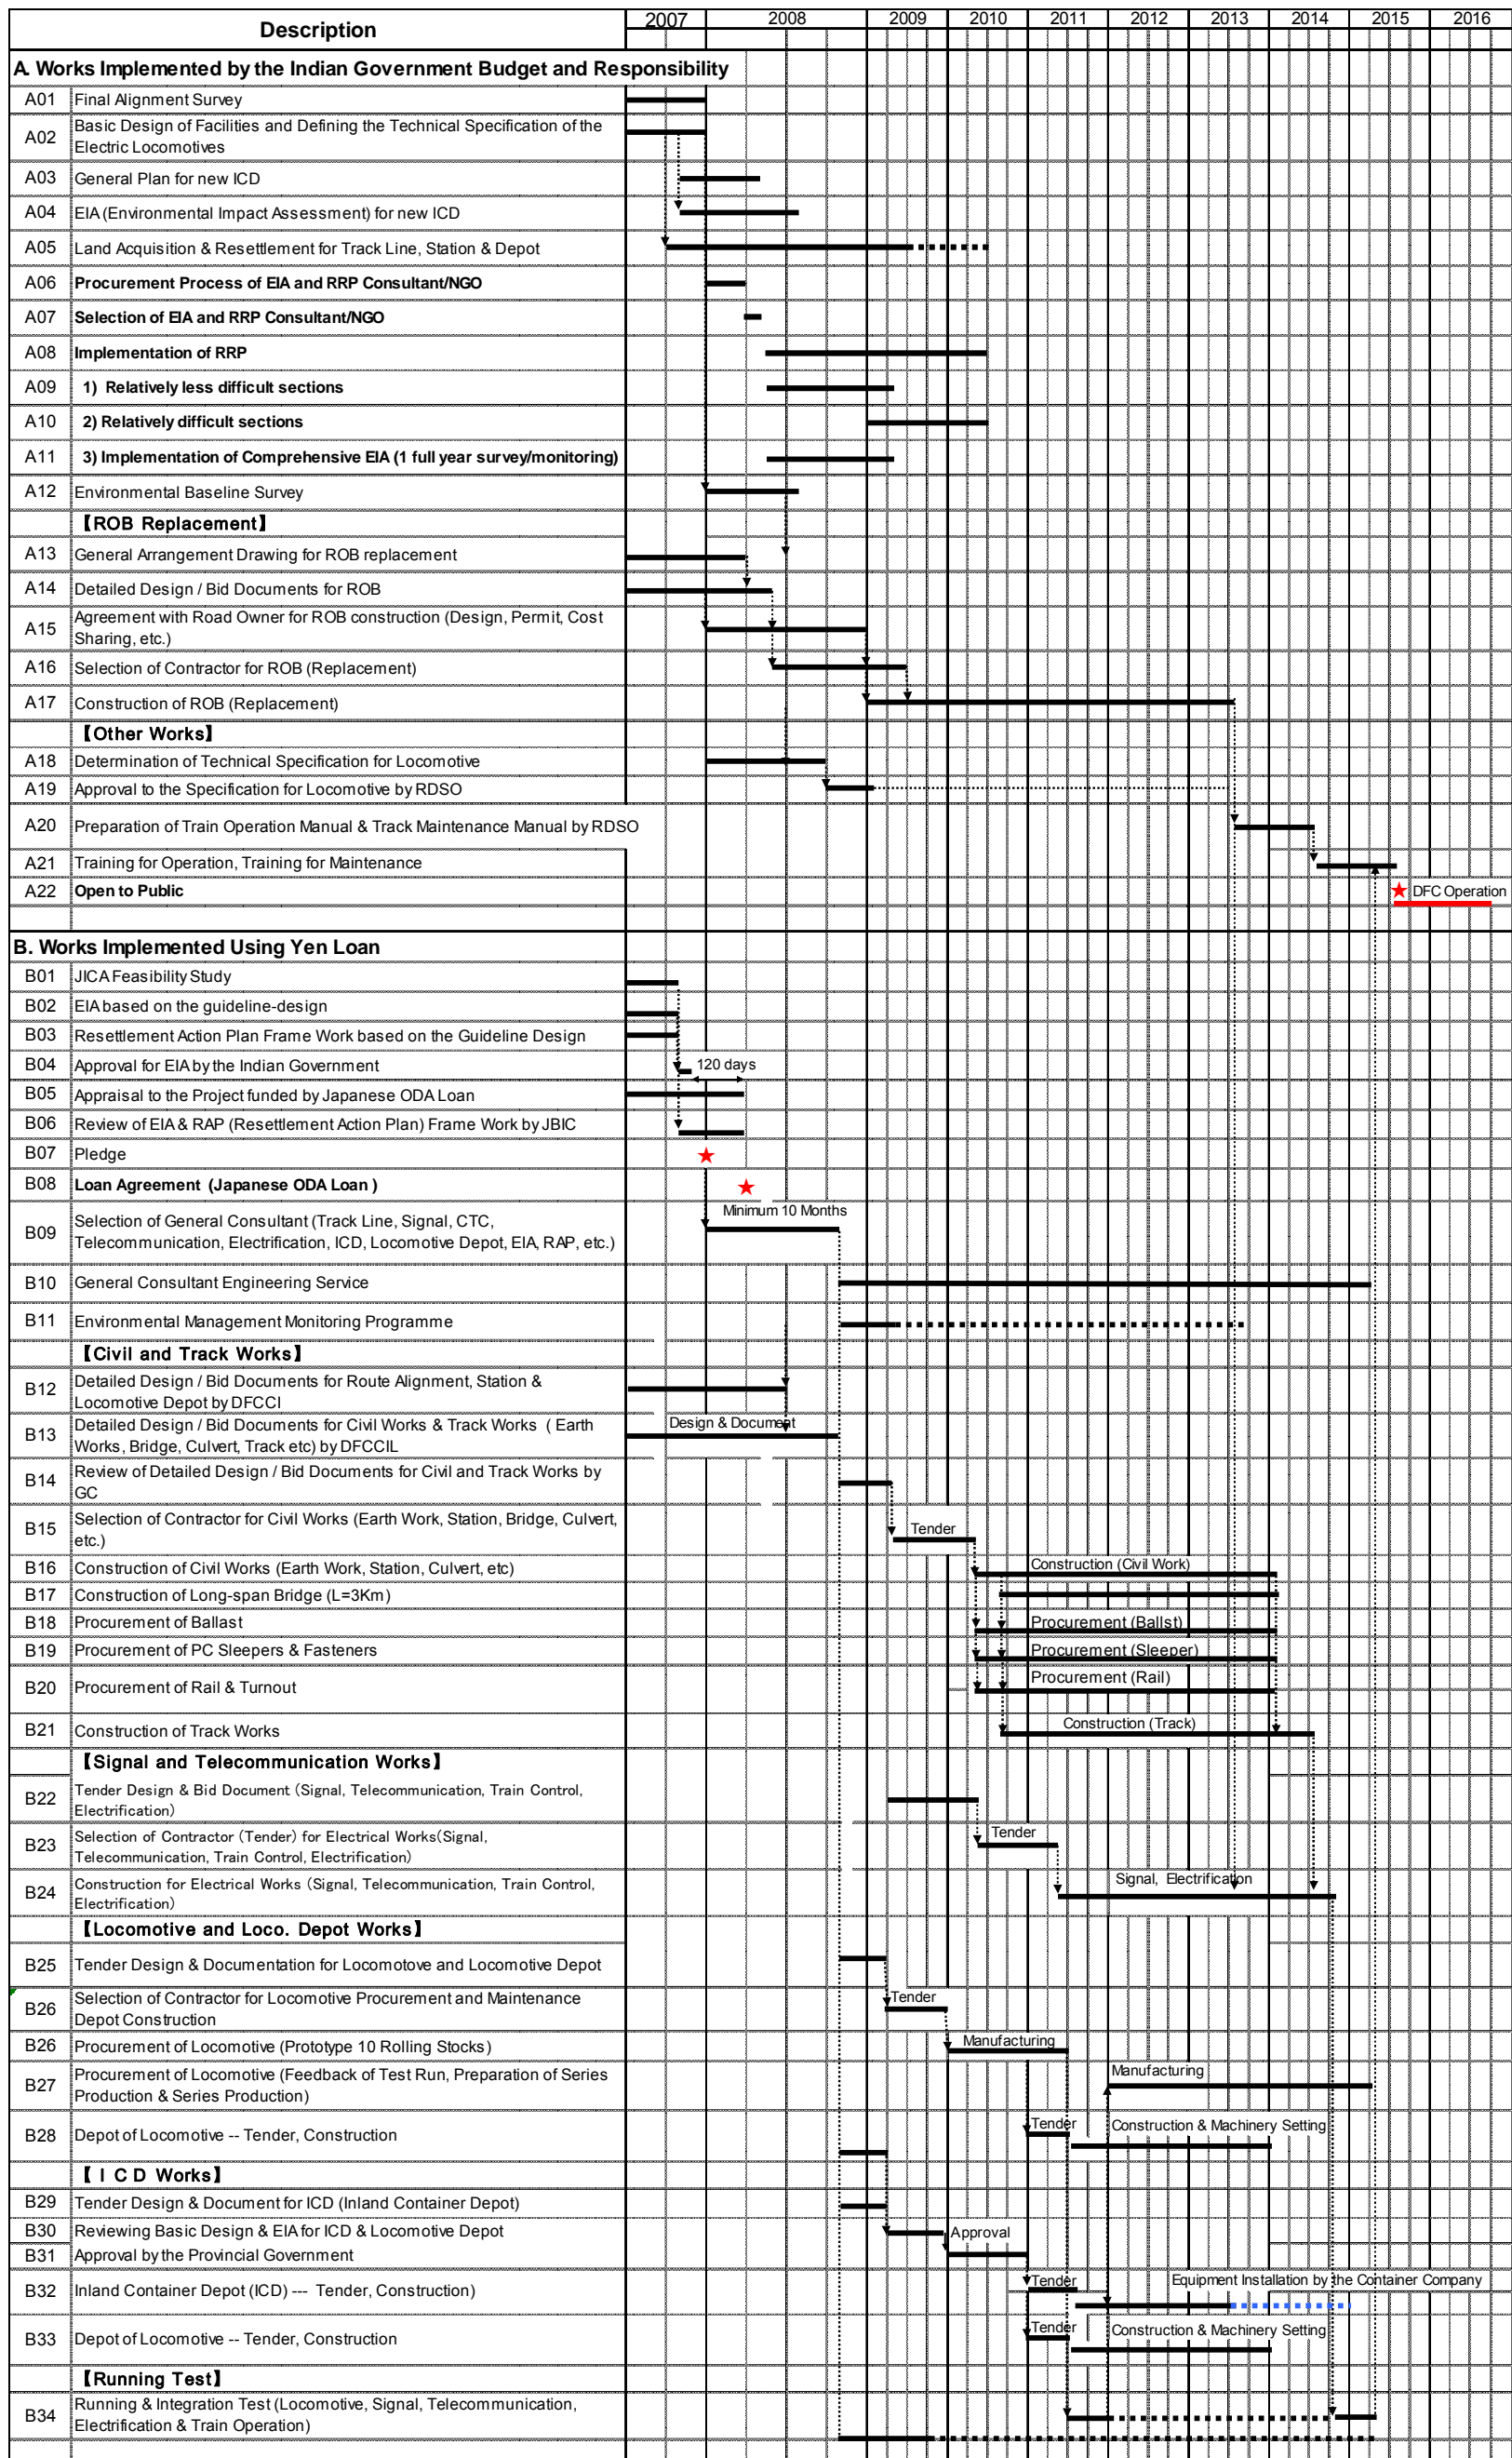 Description
2007 2008 2009 2010 2011 2012 2013 2014 2015 2016
A. Works Implemented by the Indian Government Budget and Responsibility
A01 Final Alignment Survey
A02 Basic Design of Facilities and Defining the Technical Specification of the
Electric Locomotives
A03 General Plan for new ICD
A04 EIA (Environmental Impact Assessment) for new ICD
A05 Land Acquisition & Resettlement for Track Line, Station & Depot
A06 Procurement Process of EIA and RRP Consultant/NGO
A07 Selection of EIA and RRP Consultant/NGO
A08 Implementation of RRP
A09 1) Relatively less difficult sections
A10 2) Relatively difficult sections
A11 3) Implementation of Comprehensive EIA (1 full year survey/monitoring)
A12 Environmental Baseline Survey
【ROB Replacement】
A13 General Arrangement Drawing for ROB replacement
A14 Detailed Design / Bid Documents for ROB
A15 Agreement with Road Owner for ROB construction (Design, Permit, Cost
Sharing, etc.)
A16 Selection of Contractor for ROB (Replacement)
A17 Construction of ROB (Replacement)
【Other Works】
A18 Determination of Technical Specification for Locomotive
A19 Approval to the Specification for Locomotive by RDSO
A20 Preparation of Train Operation Manual & Track Maintenance Manual by RDSO
A21 Training for Operation, Training for Maintenance
A22 Open to Public ★ DFC Operation
B. Works Implemented Using Yen Loan
B01 JICA Feasibility Study
B02 EIA based on the guideline-design
B03 Resettlement Action Plan Frame Work based on the Guideline Design
B04 Approval for EIA by the Indian Government 120 days
B05 Appraisal to the Project funded by Japanese ODA Loan
B06 Review of EIA & RAP (Resettlement Action Plan) Frame Work by JBIC
B07 Pledge ★
B08 Loan Agreement (Japanese ODA Loan ) ★
Minimum 10 Months
B09 Selection of General Consultant (Track Line, Signal, CTC,
Telecommunication, Electrification, ICD, Locomotive Depot, EIA, RAP, etc.)
B10 General Consultant Engineering Service
B11 Environmental Management Monitoring Programme
【Civil and Track Works】
B12 Detailed Design / Bid Documents for Route Alignment, Station &
Locomotive Depot by DFCCI
B13 Detailed Design / Bid Documents for Civil Works & Track Works ( Earth
Works, Bridge, Culvert, Track etc) by DFCCIL
Design & Document
B14 Review of Detailed Design / Bid Documents for Civil and Track Works by
GC
B15 Selection of Contractor for Civil Works (Earth Work, Station, Bridge, Culvert,
etc.)
Tender
B16 Construction of Civil Works (Earth Work, Station, Culvert, etc) Construction (Civil Work)
B17 Construction of Long-span Bridge (L=3Km)
B18 Procurement of Ballast Procurement (Ballst)
B19 Procurement of PC Sleepers & Fasteners Procurement (Sleeper)
B20 Procurement of Rail & Turnout Procurement (Rail)
B21 Construction of Track Works Construction (Track)
【Signal and Telecommunication Works】
B22 Tender Design & Bid Document (Signal, Telecommunication, Train Control,
Electrification)
B23 Selection of Contractor (Tender) for Electrical Works(Signal,
Telecommunication, Train Control, Electrification)
Tender
B24 Construction for Electrical Works (Signal, Telecommunication, Train Control,
Electrification)
Signal, Electrification
【Locomotive and Loco. Depot Works】
B25 Tender Design & Documentation for Locomotove and Locomotive Depot
B26 Selection of Contractor for Locomotive Procurement and Maintenance
Depot Construction
Tender
B26 Procurement of Locomotive (Prototype 10 Rolling Stocks) Manufacturing
B27 Procurement of Locomotive (Feedback of Test Run, Preparation of Series
Production & Series Production)
Manufacturing
B28 Depot of Locomotive -- Tender, Construction Tender Construction & Machinery Setting
【 I C D Works】
B29 Tender Design & Document for ICD (Inland Container Depot)
B30 Reviewing Basic Design & EIA for ICD & Locomotive Depot Approval
B31 Approval by the Provincial Government
B32 Inland Container Depot (ICD) --- Tender, Construction) Tender Equipment Installation by the Container Company
B33 Depot of Locomotive -- Tender, Construction Tender Construction & Machinery Setting
【Running Test】
B34 Running & Integration Test (Locomotive, Signal, Telecommunication,
Electrification & Train Operation)